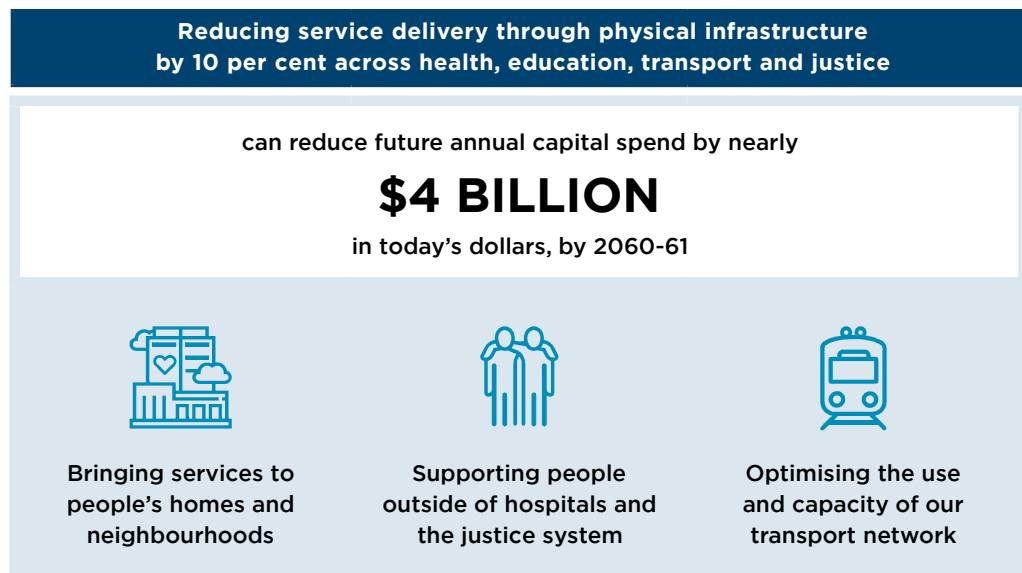 Reducing service delivery through physical infrastructure
by 10 per cent across health, education, transport and justice
can reduce future annual capital spend by nearly
$4 BILLION
in today’s dollars, by 2060-61
Bringing services to
people’s homes and
neighbourhoods
Supporting people
outside of hospitals and
the justice system
Optimising the use
and capacity of our
transport network